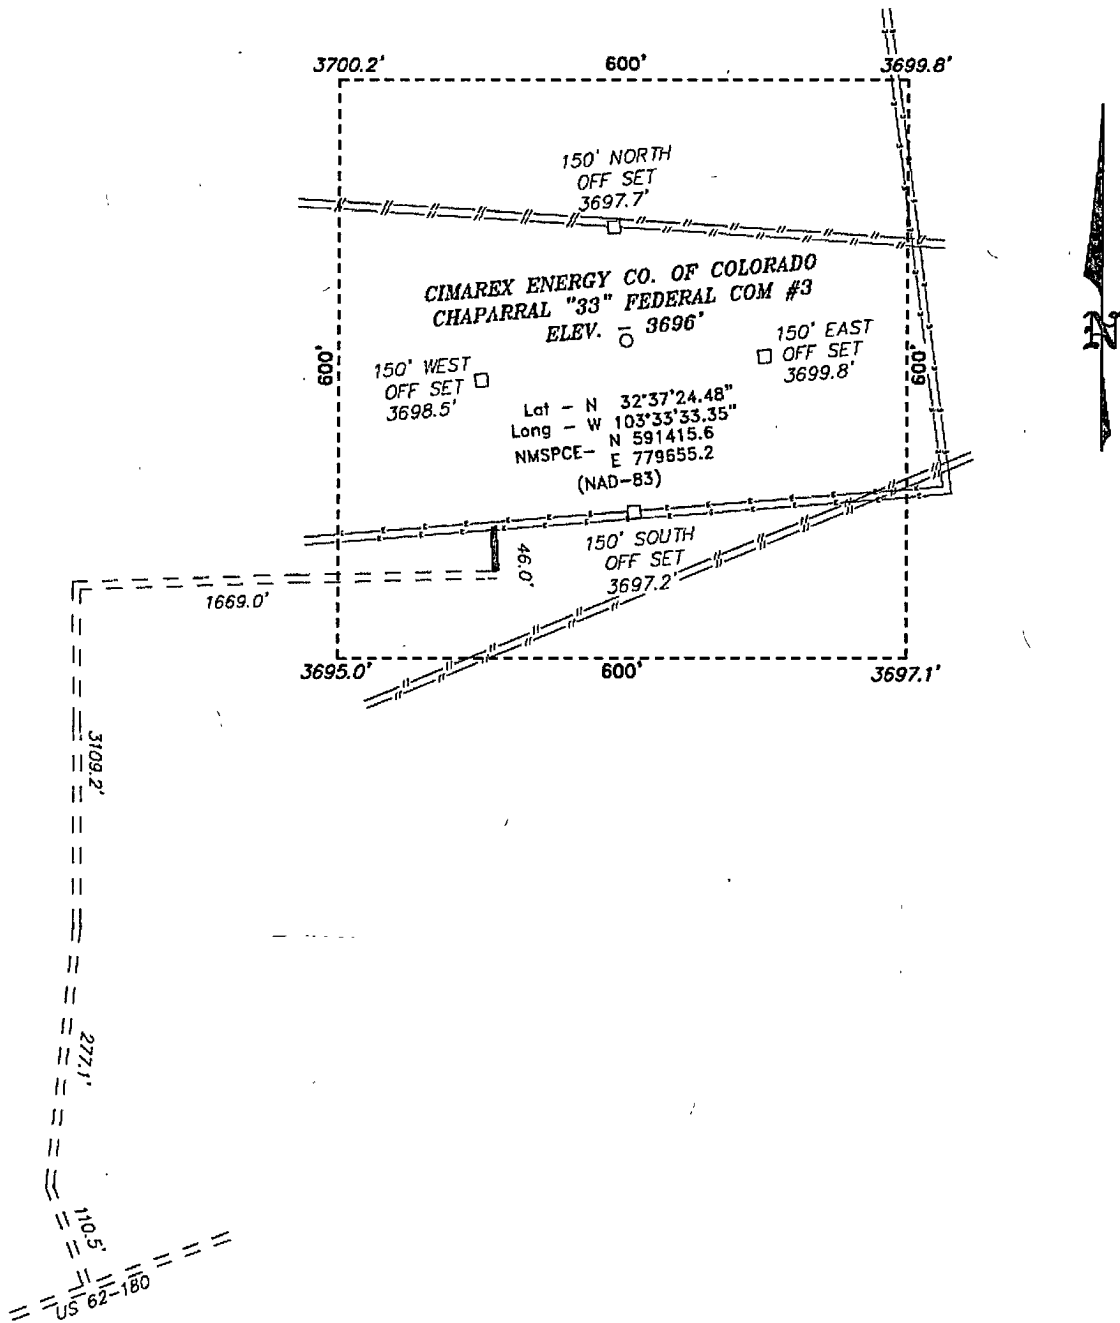 3700.2'
600'
3699.8'
150' NORTH
OFF SET
3697.7'
CIMAREX ENERGY CO. OF COLORADO
CHAPARRAL "33" FEDERAL COM #3
ELEV. - 3696'
150' EAST
OFF SET
3699.8'
600'
150' WEST
OFF SET
3698.5'
600'
Lat - N 32°37'24.48"
Long - W 103°33'33.35"
NMSPCE- N 591415.6
E 779655.2
(NAD-83)
150' SOUTH
OFF SET
3697.2'
46.0'
1669.0'
3695.0'
600'
3697.1'
3109.2'
277.1'
110.5'
US 62-180
N